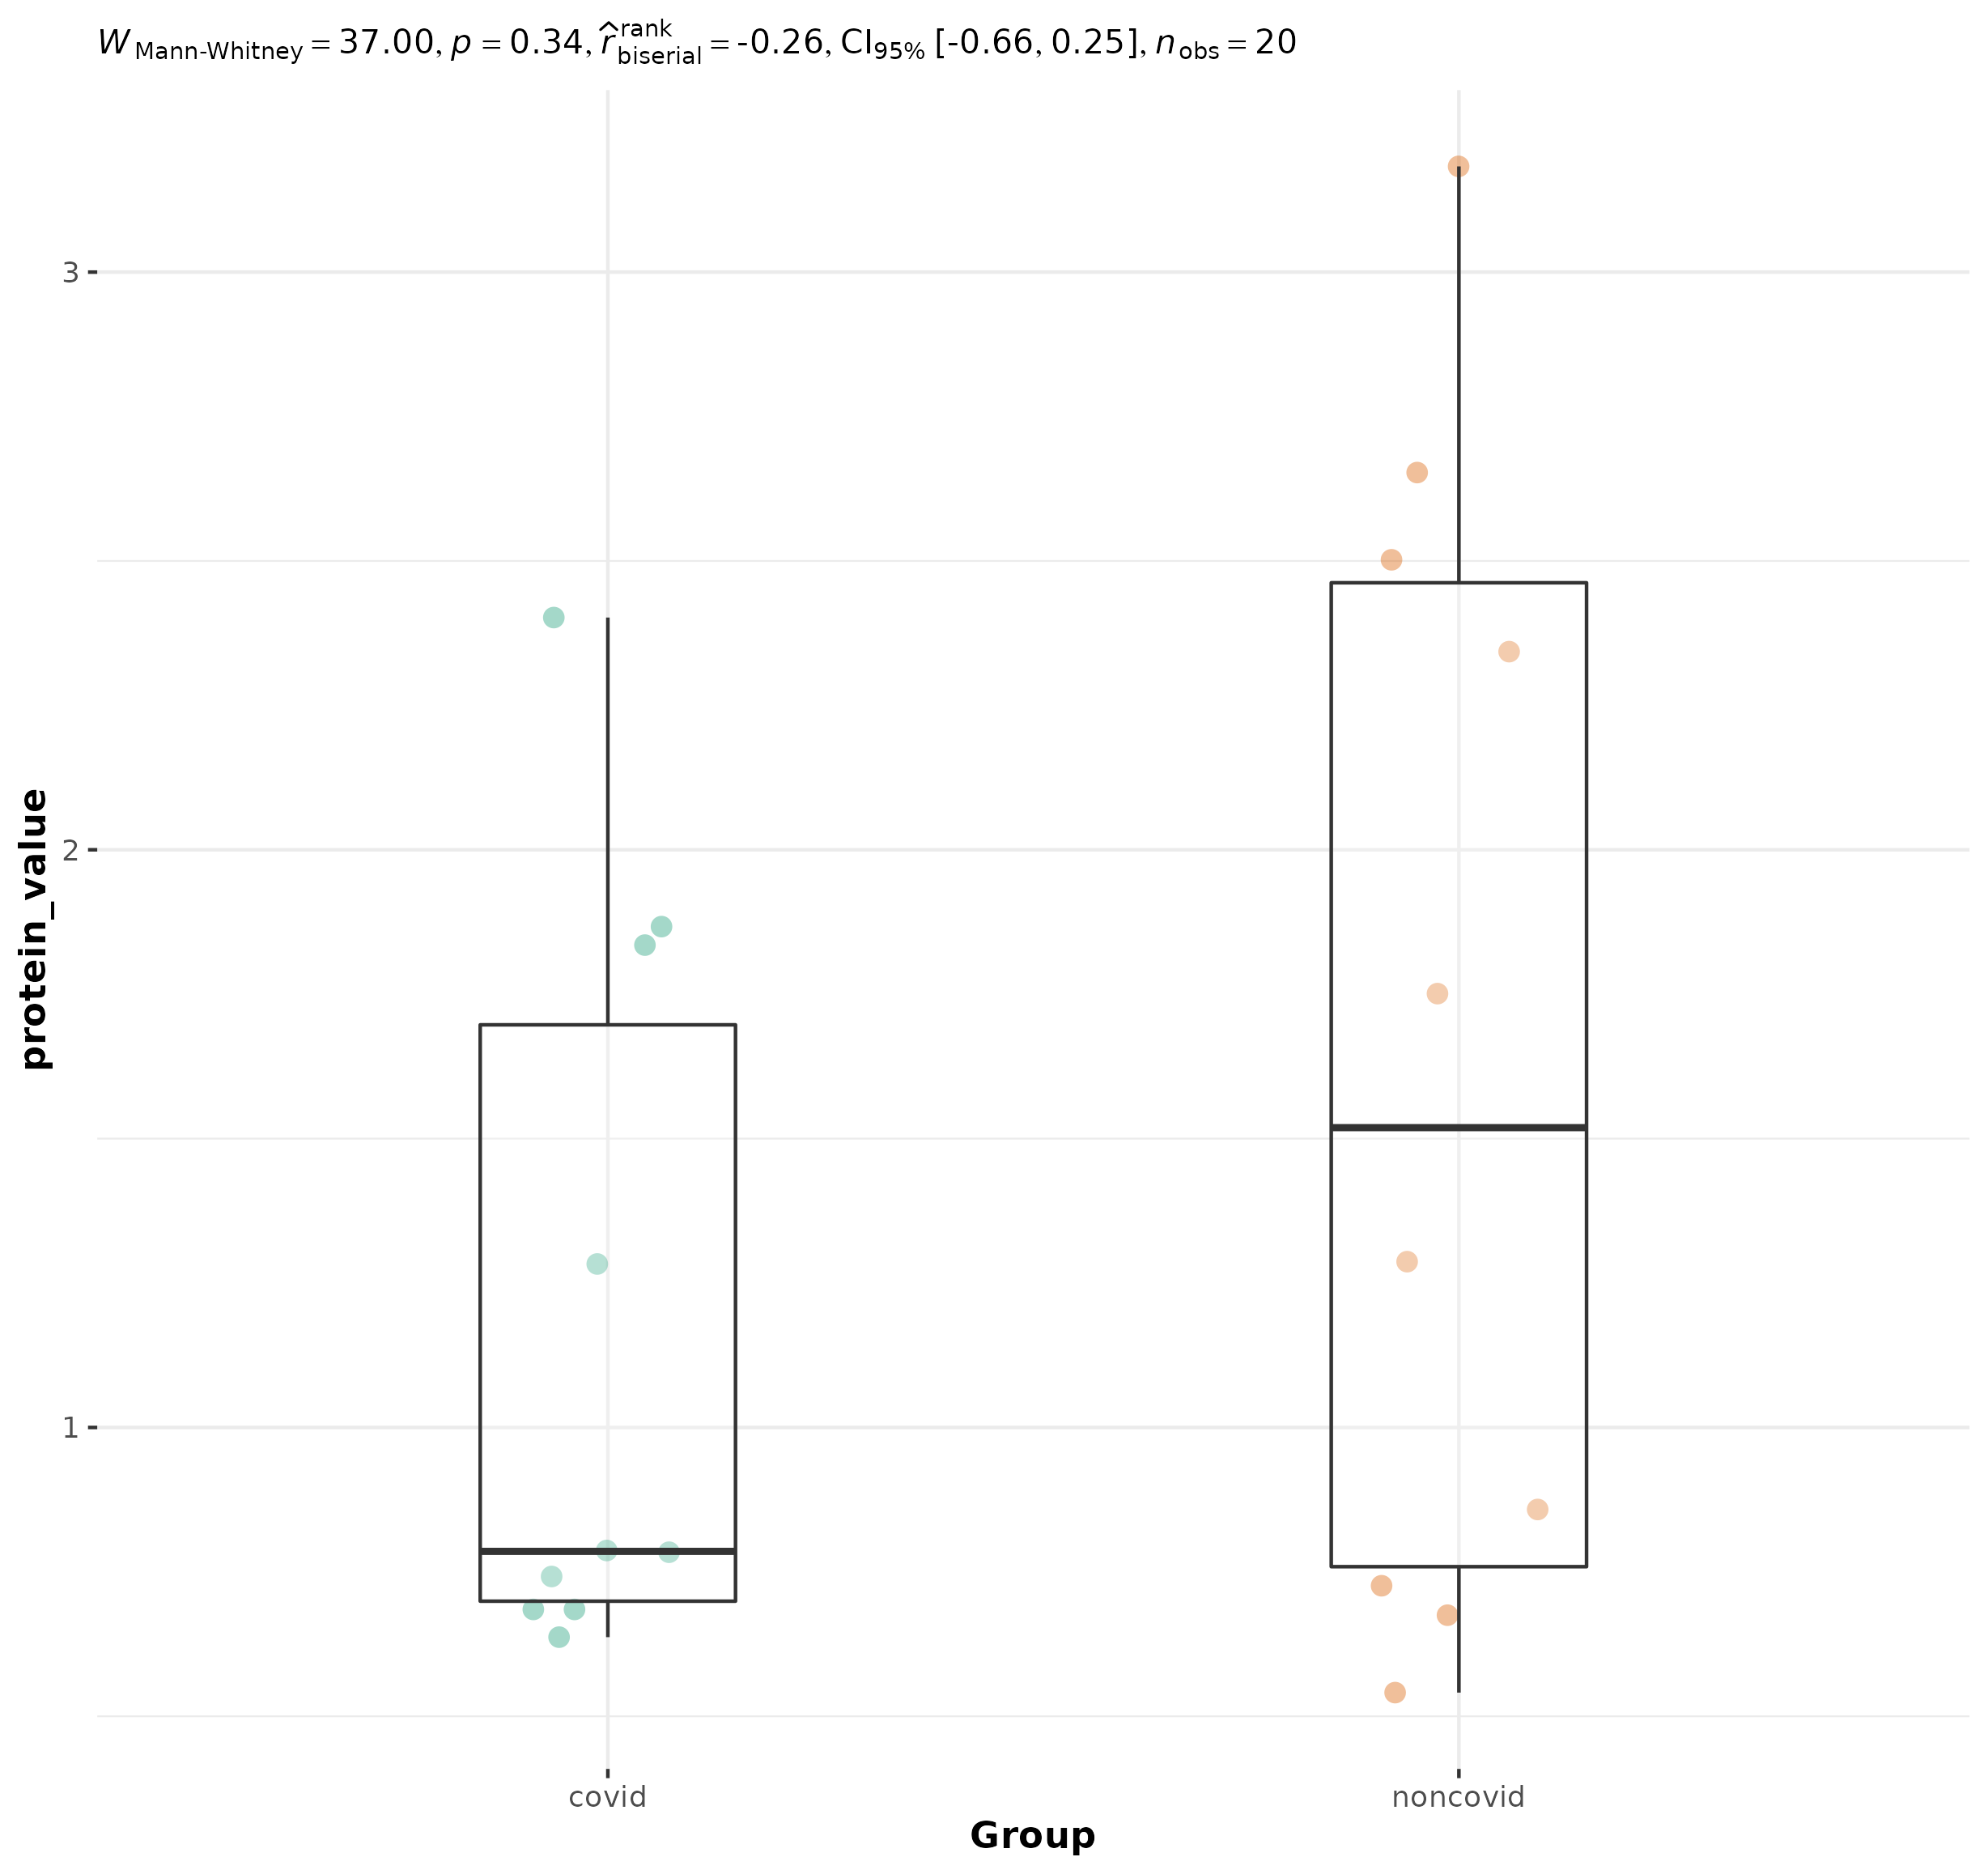 W Mann-Whitney = 37.00, p = 0.34, r̂ rank biserial = -0.26, CI95% [-0.66, 0.25], nobs = 20
3
2
1
protein_value
covid noncovid
Group